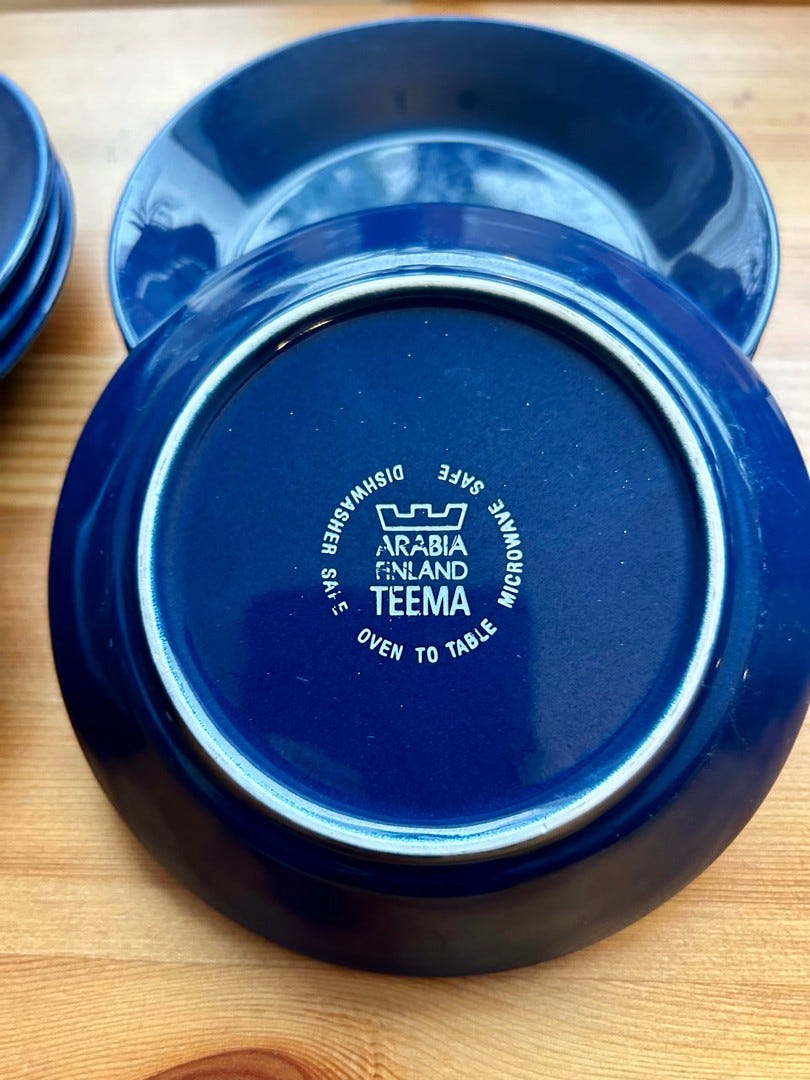 ARABIA
FINLAND
TEEMA
DISHWASHER SAFE OVEN TO TABLE MICROWAVE SAFE